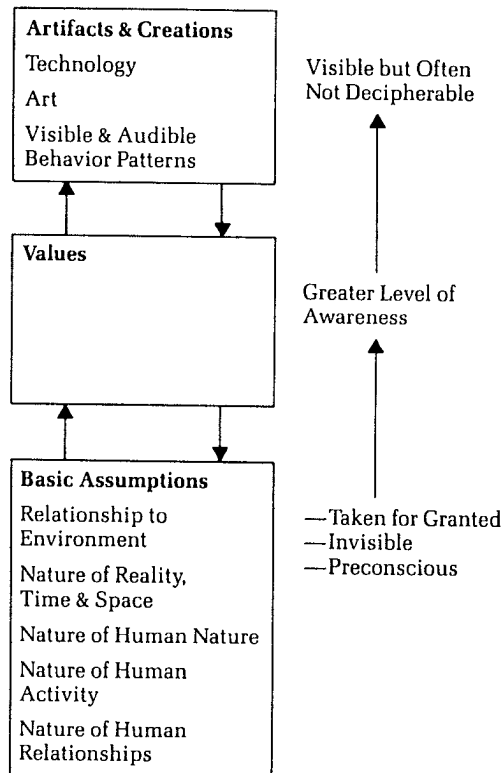 Artifacts & Creations
Technology
Art
Visible & Audible
Behavior Patterns
Visible but Often
Not Decipherable
Values
Greater Level of
Awareness
Basic Assumptions
Relationship to
Environment
Nature of Reality,
Time & Space
Nature of Human Nature
Nature of Human
Activity
Nature of Human
Relationships
—Taken for Granted
—Invisible
—Preconscious